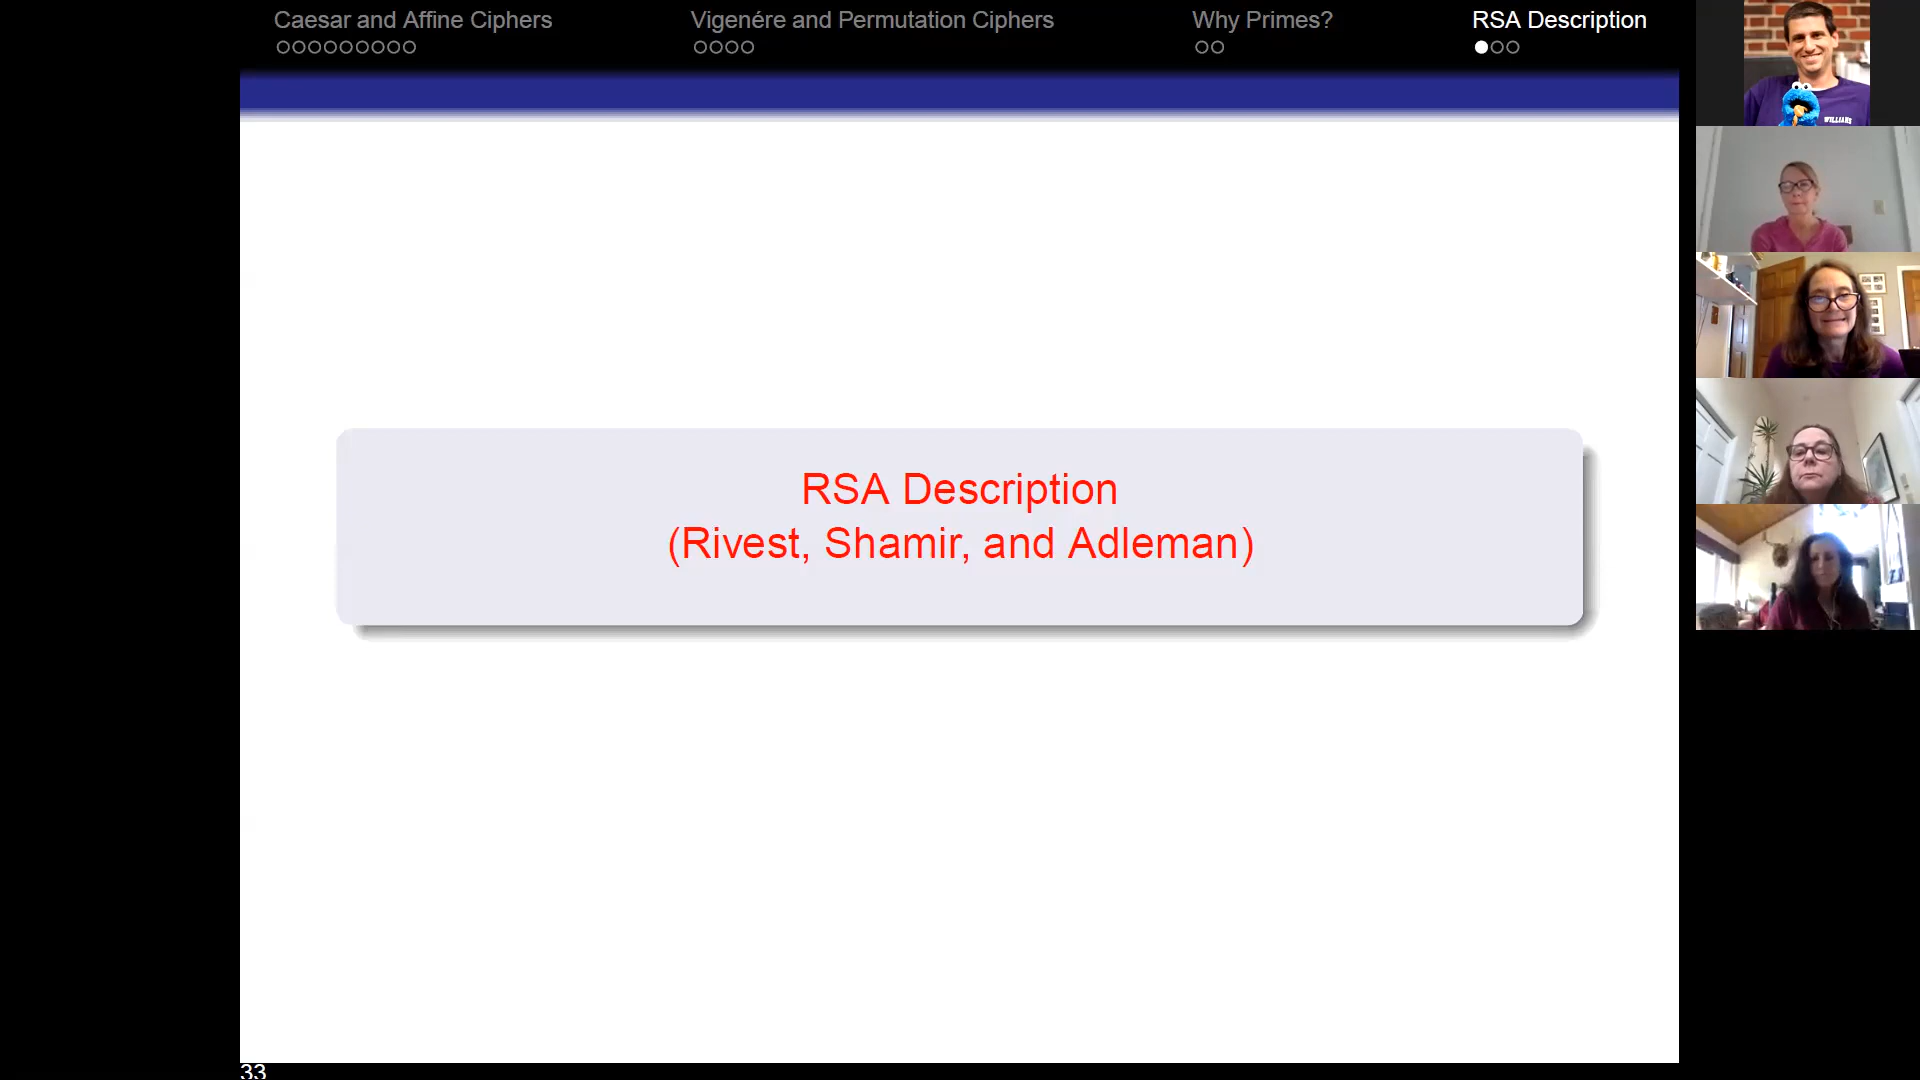 Caesar and Affine Ciphers
Vigenére and Permutation Ciphers
Why Primes?
RSA Description
WILLIAMS
RSA Description
(Rivest, Shamir, and Adleman)
33